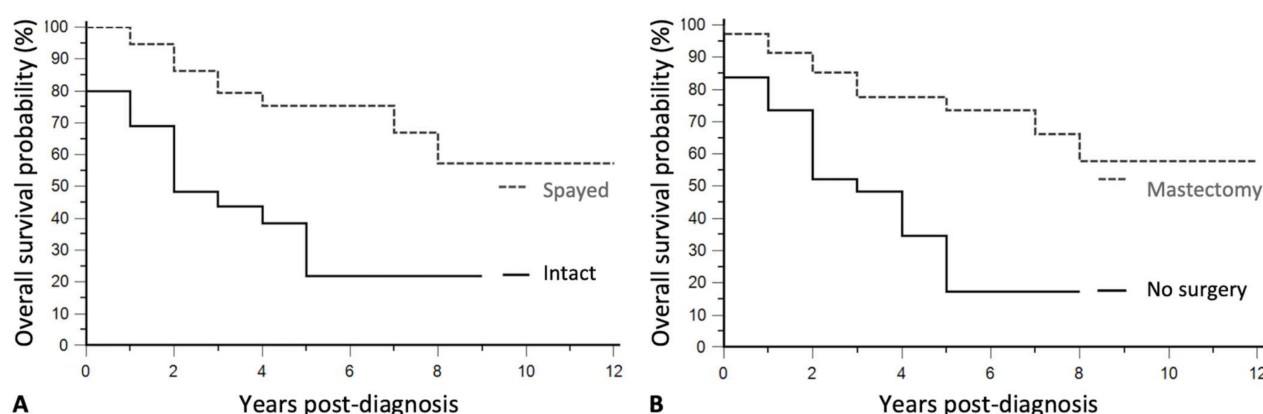 Overall survival probability (%)
100
90
80
70
60
50
40
30
20
10
0
Spayed
Intact
0 2 4 6 8 10 12
A Years post-diagnosis
Overall survival probability (%)
100
90
80
70
60
50
40
30
20
10
0
Mastectomy
No surgery
0 2 4 6 8 10 12
B Years post-diagnosis